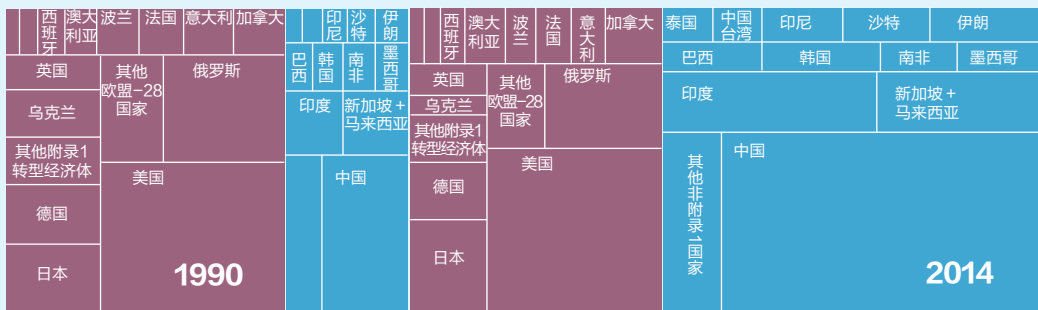 西
班
牙
澳大
利亚
波兰
法国
意大利
加拿大
英国
其他
欧盟–28
国家
俄罗斯
乌克兰
其他附录1
转型经济体
美国
德国
日本
1990
印
尼
沙
特
伊
朗
巴
西
韩
国
南
非
墨
西
哥
印度
新加坡+
马来西亚
中国
西
班
牙
澳大
利亚
波
兰
法
国
意
大
利
加拿大
英国
其他
欧盟–28
国家
俄罗斯
乌克兰
其他附录1
转型经济体
美国
德国
日本
泰国
中国
台湾
印尼
沙特
伊朗
巴西
韩国
南非
墨西哥
印度
新加坡+
马来西亚
其他非附录1国家
中国
2014